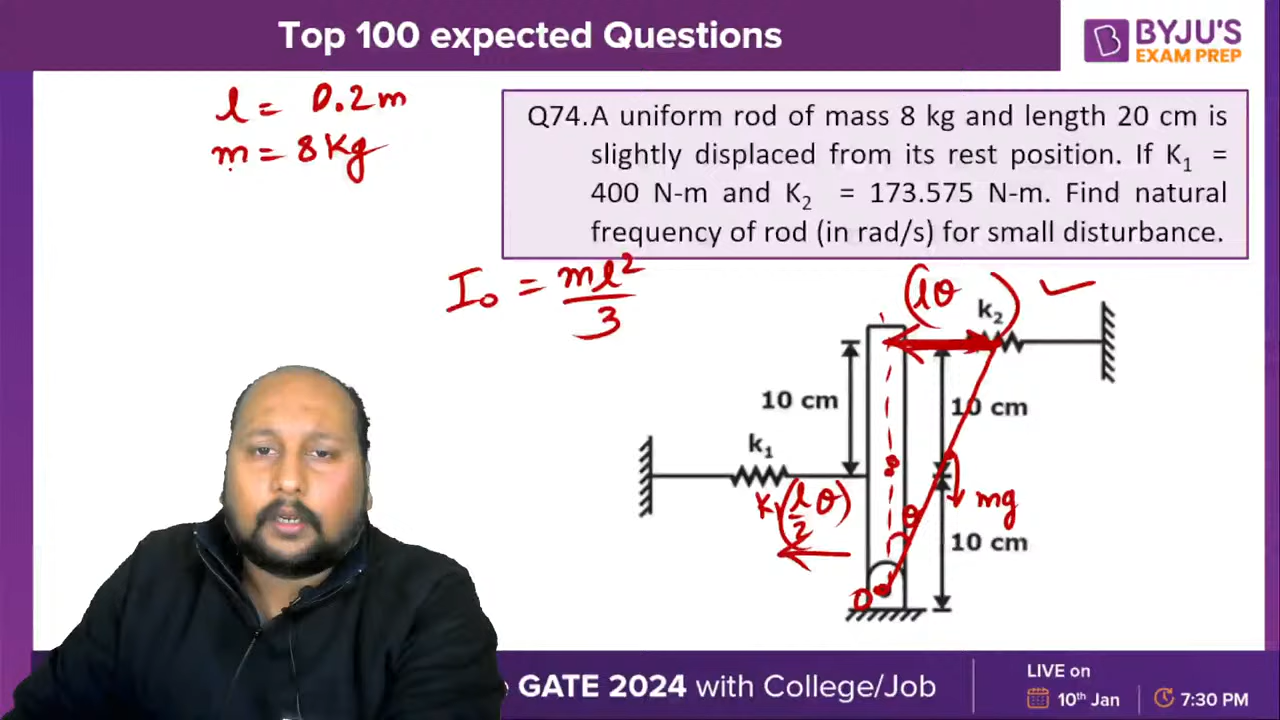 Top 100 expected Questions
BYJU'S
EXAM PREP
l = 0.2m
m = 8Kg
Q74.A uniform rod of mass 8 kg and length 20 cm is
slightly displaced from its rest position. If K₁ =
400 N-m and K₂ = 173.575 N-m. Find natural
frequency of rod (in rad/s) for small disturbance.
I₀ = ml²/3
(lθ) ✓
k₂
10 cm
10 cm
k₁
K₁(l/2 θ)
θ
mg
10 cm
O
GATE 2024 with College/Job
LIVE on
10th Jan
7:30 PM